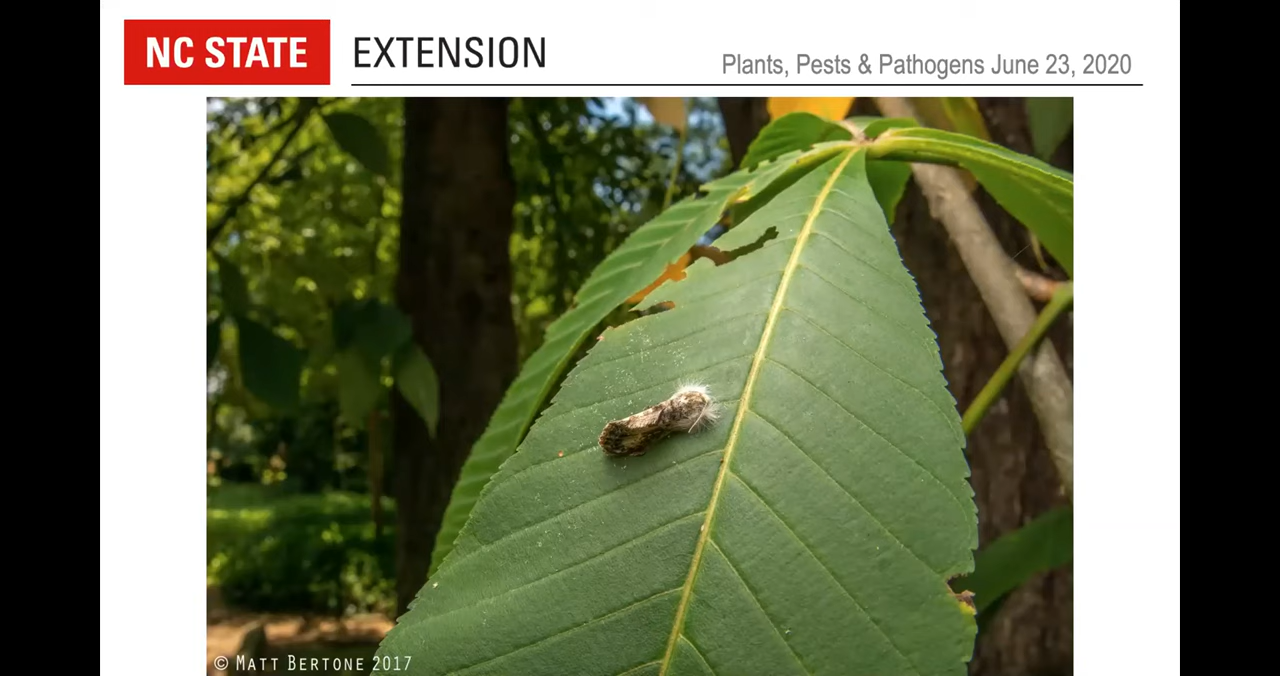 NC STATE EXTENSION
Plants, Pests & Pathogens June 23, 2020
© MATT BERTONE 2017